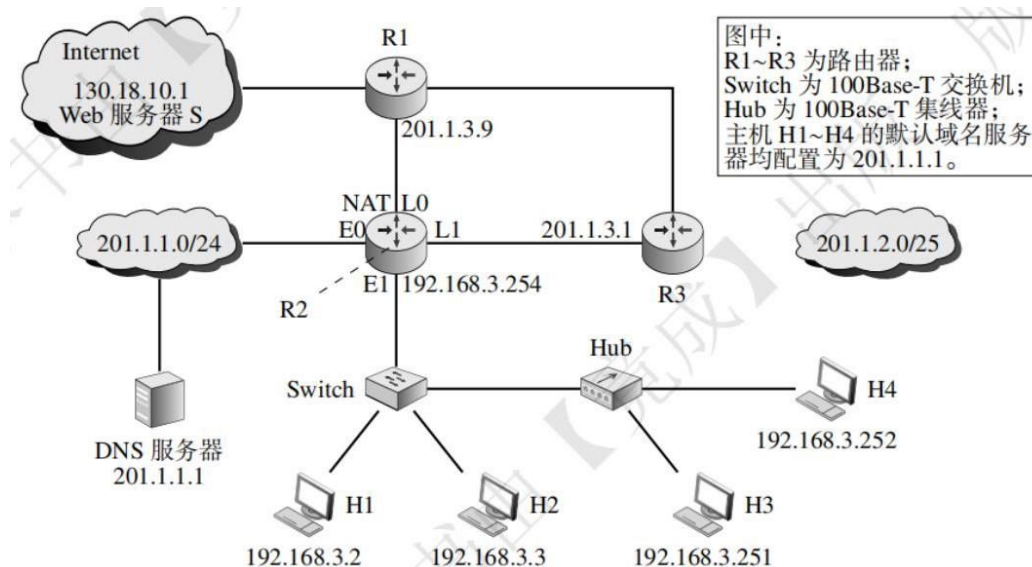 R1
Internet
130.18.10.1
Web 服务器 S
201.1.3.9
图中：
R1~R3 为路由器；
Switch 为 100Base-T 交换机；
Hub 为 100Base-T 集线器；
主机 H1~H4 的默认域名服务
器均配置为 201.1.1.1。
NAT L0
E0
L1
201.1.3.1
201.1.1.0/24
201.1.2.0/25
E1
192.168.3.254
R2
R3
Hub
Switch
H4
192.168.3.252
DNS 服务器
201.1.1.1
H1
H2
H3
192.168.3.2
192.168.3.3
192.168.3.251